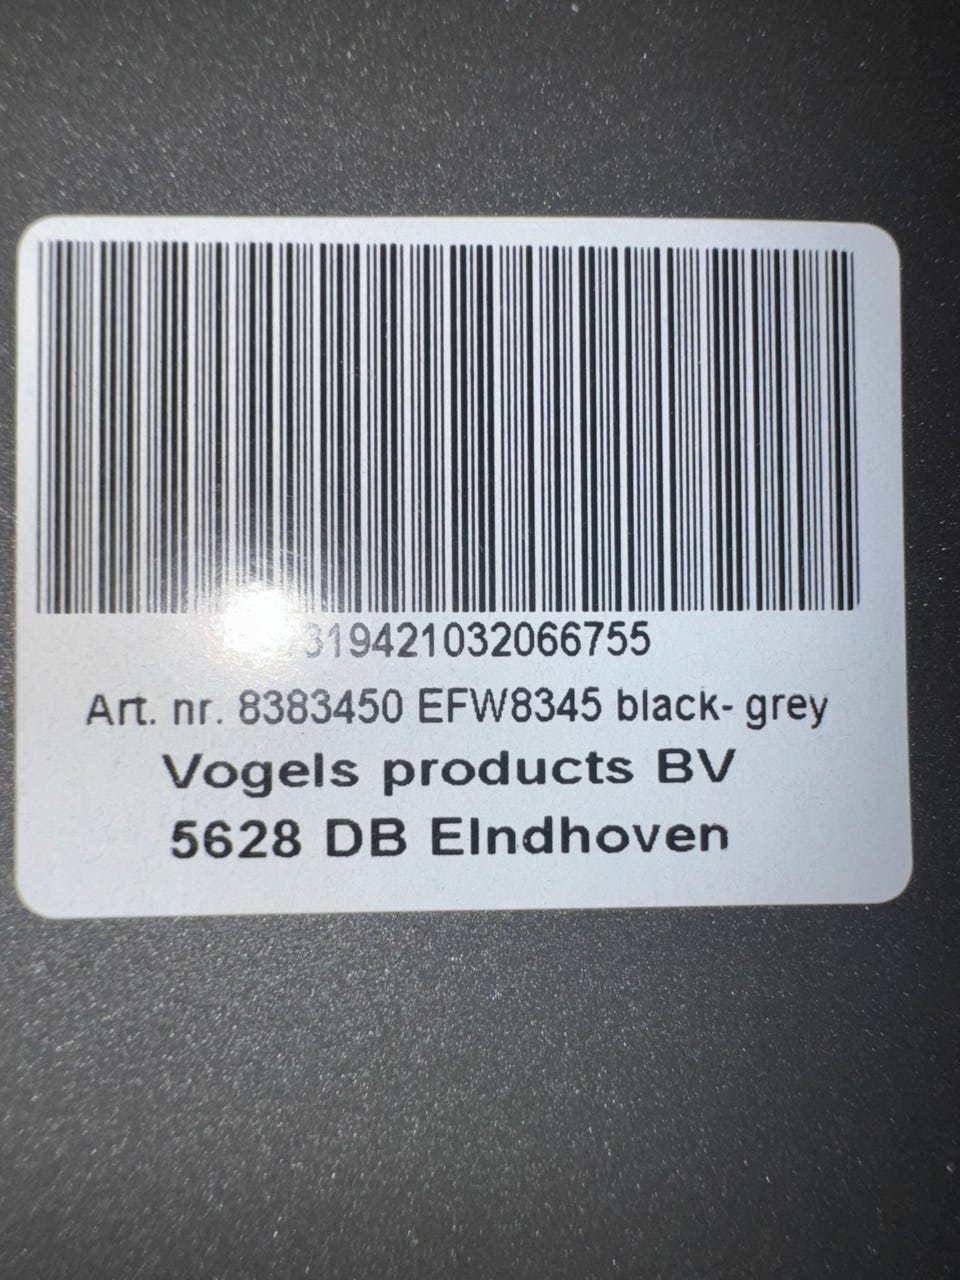 319421032066755
Art. nr. 8383450 EFW8345 black- grey
Vogels products BV
5628 DB EIndhoven